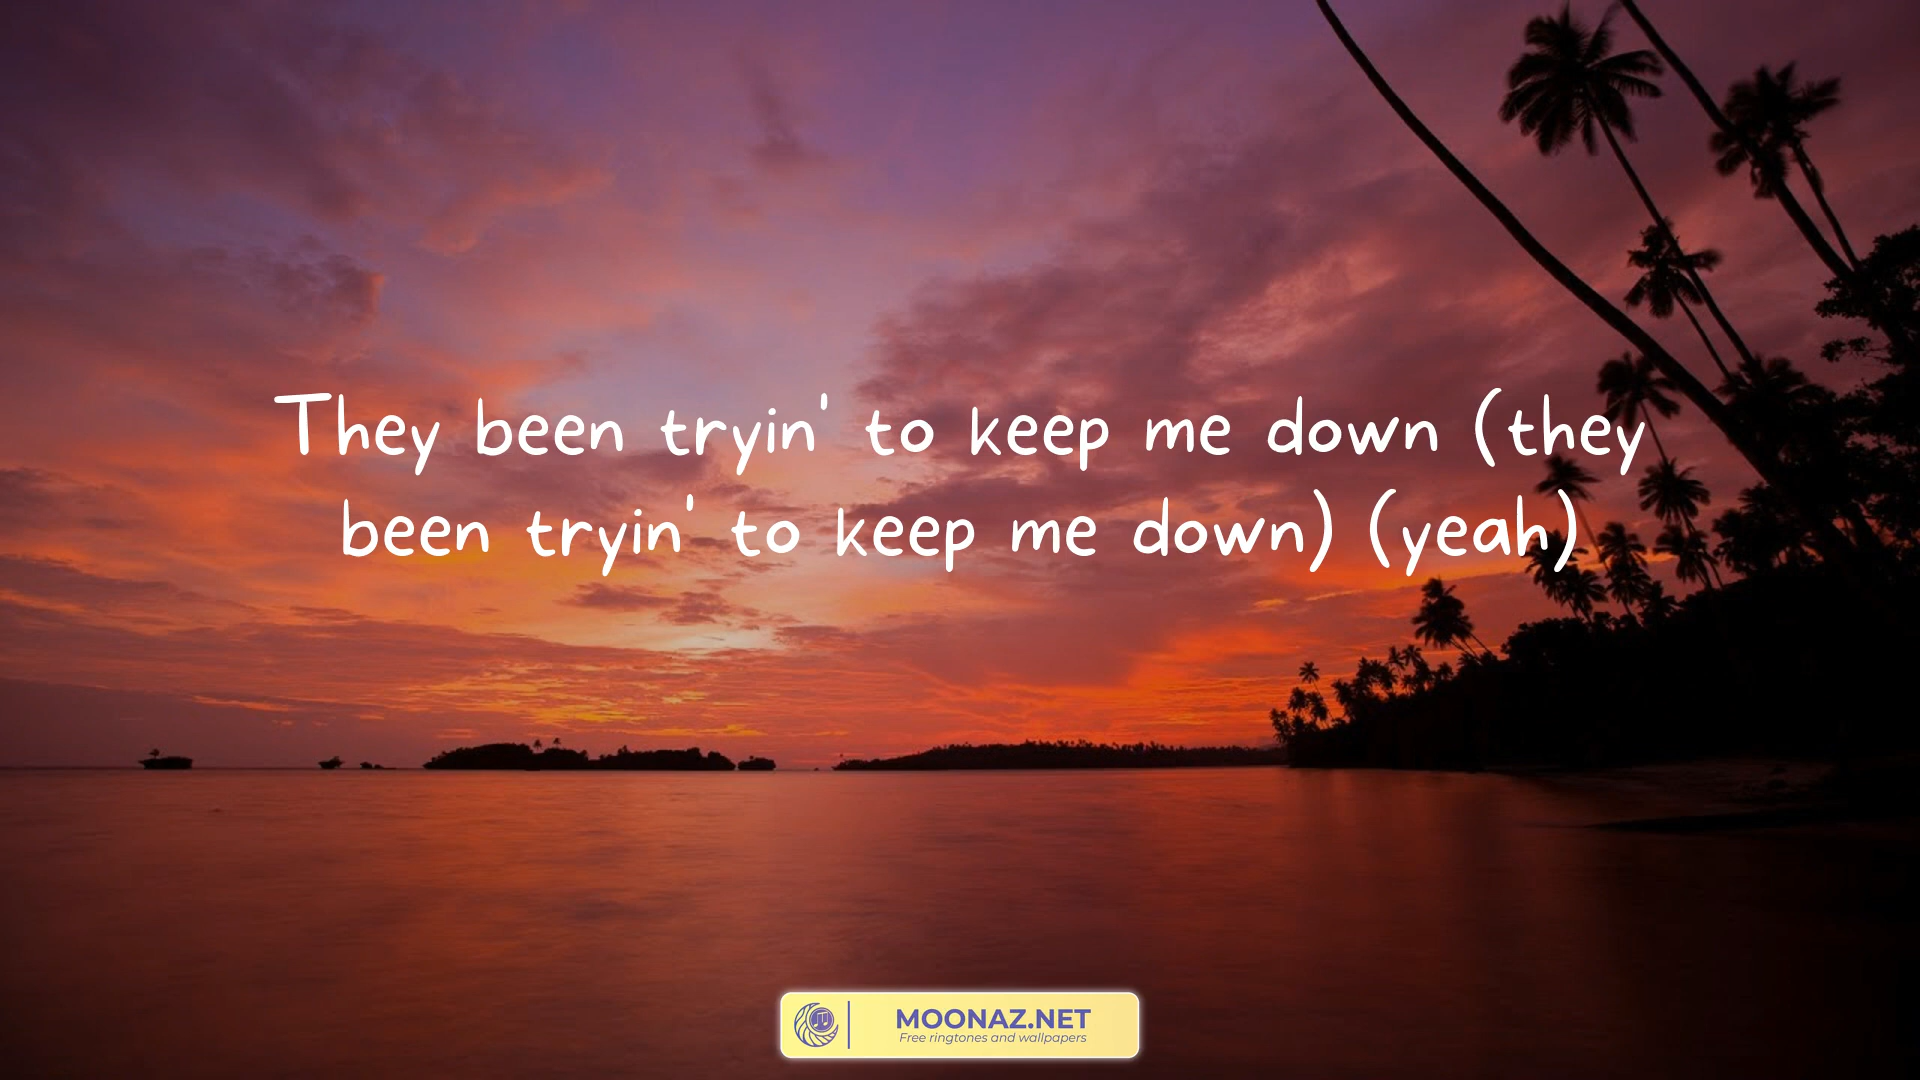 They been tryin' to keep me down (they
been tryin' to keep me down) (yeah)
MOONAZ.NET
Free ringtones and wallpapers